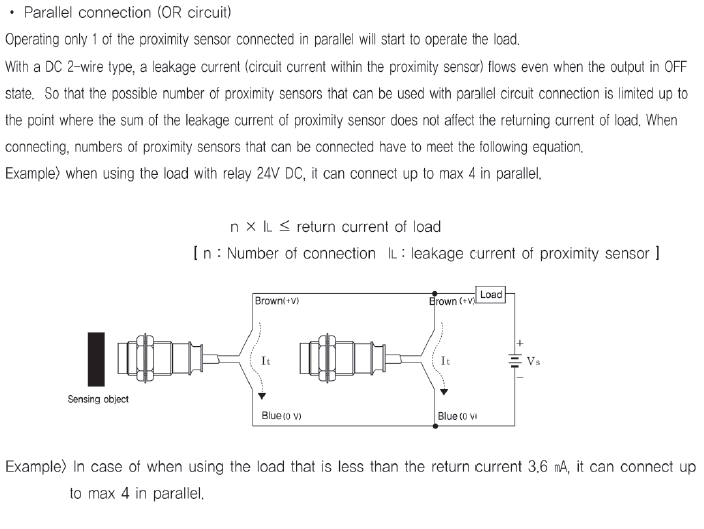 • Parallel connection (OR circuit)
Operating only 1 of the proximity sensor connected in parallel will start to operate the load.
With a DC 2-wire type, a leakage current (circuit current within the proximity sensor) flows even when the output in OFF
state. So that the possible number of proximity sensors that can be used with parallel circuit connection is limited up to
the point where the sum of the leakage current of proximity sensor does not affect the returning current of load. When
connecting, numbers of proximity sensors that can be connected have to meet the following equation.
Example) when using the load with relay 24V DC, it can connect up to max 4 in parallel.
n × IL ≤ return current of load
[ n : Number of connection IL : leakage current of proximity sensor ]
Brown(+V)
Brown (+V)
Load
It
It
+
Vs
−
Sensing object
Blue (0 V)
Blue (0 V)
Example) In case of when using the load that is less than the return current 3.6 mA, it can connect up
to max 4 in parallel.